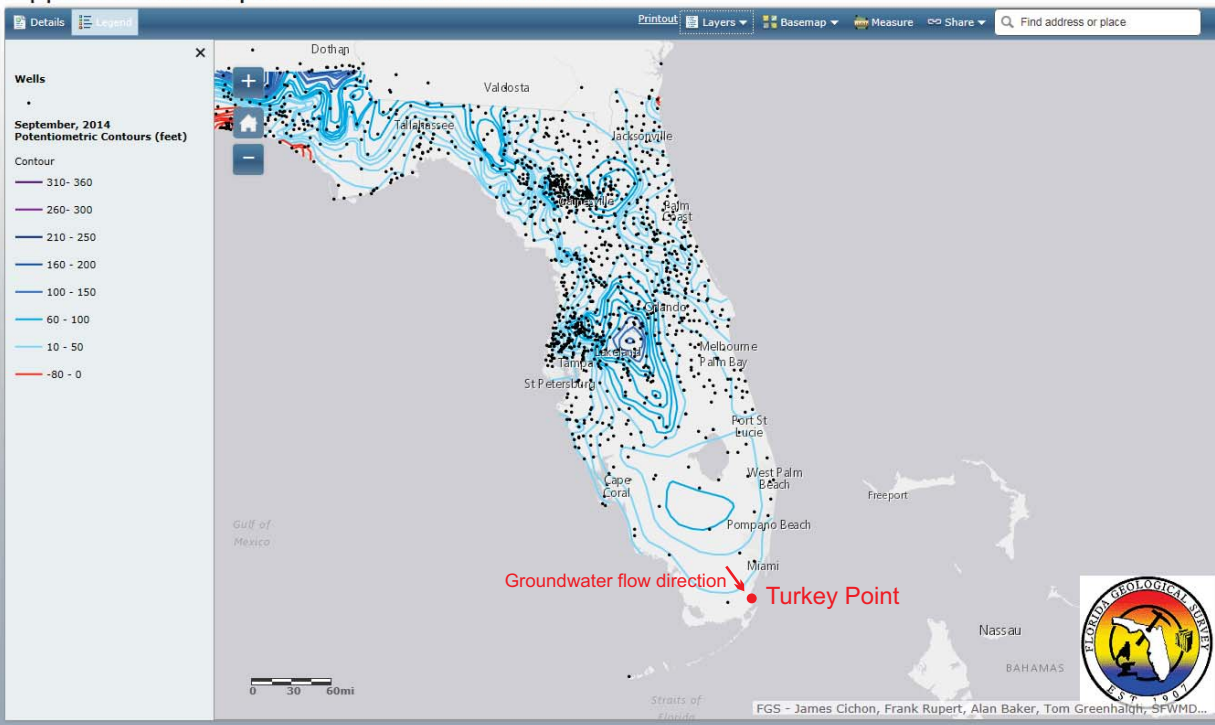 Details
Legend
Printout
Layers
Basemap
Measure
Share
Find address or place
Wells
September, 2014
Potentiometric Contours (feet)
Contour
310- 360
260- 300
210 - 250
160 - 200
100 - 150
60 - 100
10 - 50
-80 - 0
Dothan
Valdosta
Tallahassee
Jacksonville
Gainesville
Palm
Coast
Orlando
Lakeland
Tampa
Melbourne
Palm Bay
St Petersburg
Port St
Lucie
Cape
Coral
West Palm
Beach
Freeport
Gulf of
Mexico
Pompano Beach
Miami
Groundwater flow direction
Turkey Point
Nassau
BAHAMAS
0 30 60mi
Straits of
Florida
FLORIDA GEOLOGICAL SURVEY
EST. 1907
FGS - James Cichon, Frank Rupert, Alan Baker, Tom Greenhalgh, SFWMD...